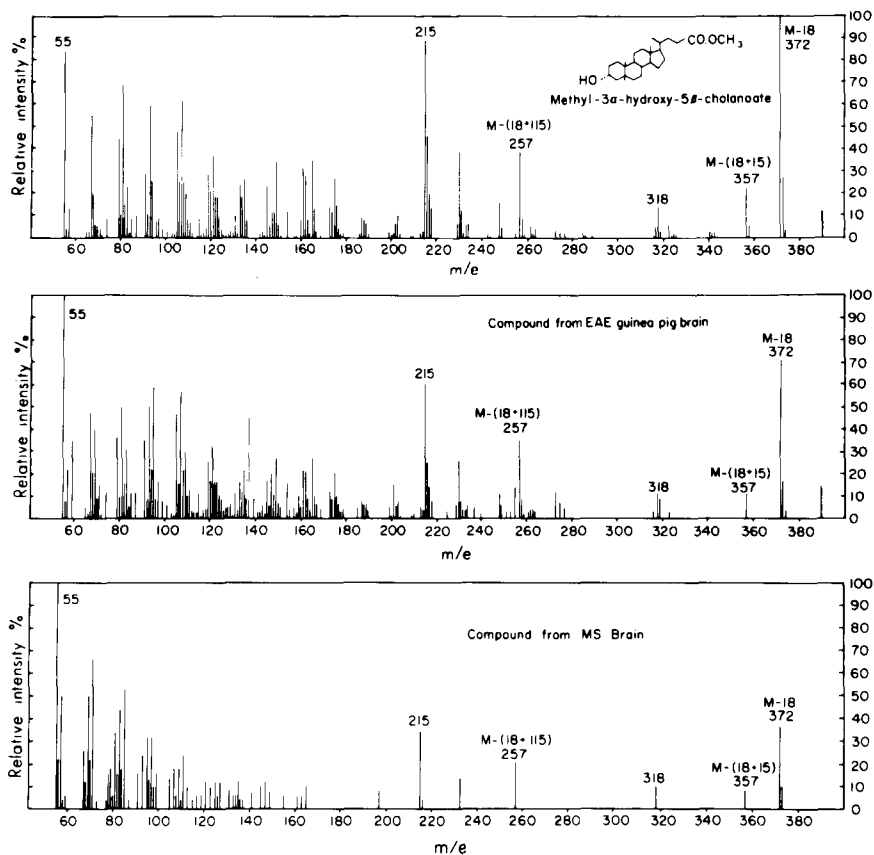 Relative intensity %
100
90
80
70
60
50
40
30
20
10
0
55
215
COOCH3
HO
Methyl-3α-hydroxy-5β-cholanoate
M-18
372
M-(18+115)
257
M-(18+15)
357
318
60 80 100 120 140 160 180 200 220 240 260 280 300 320 340 360 380
m/e
Relative intensity %
100
90
80
70
60
50
40
30
20
10
0
55
Compound from EAE guinea pig brain
M-18
372
215
M-(18+115)
257
M-(18+15)
357
318
60 80 100 120 140 160 180 200 220 240 260 280 300 320 340 360 380
m/e
Relative intensity %
100
90
80
70
60
50
40
30
20
10
0
55
Compound from MS Brain
M-18
372
215
M-(18+115)
257
M-(18+15)
357
318
60 80 100 120 140 160 180 200 220 240 260 280 300 320 340 360 380
m/e